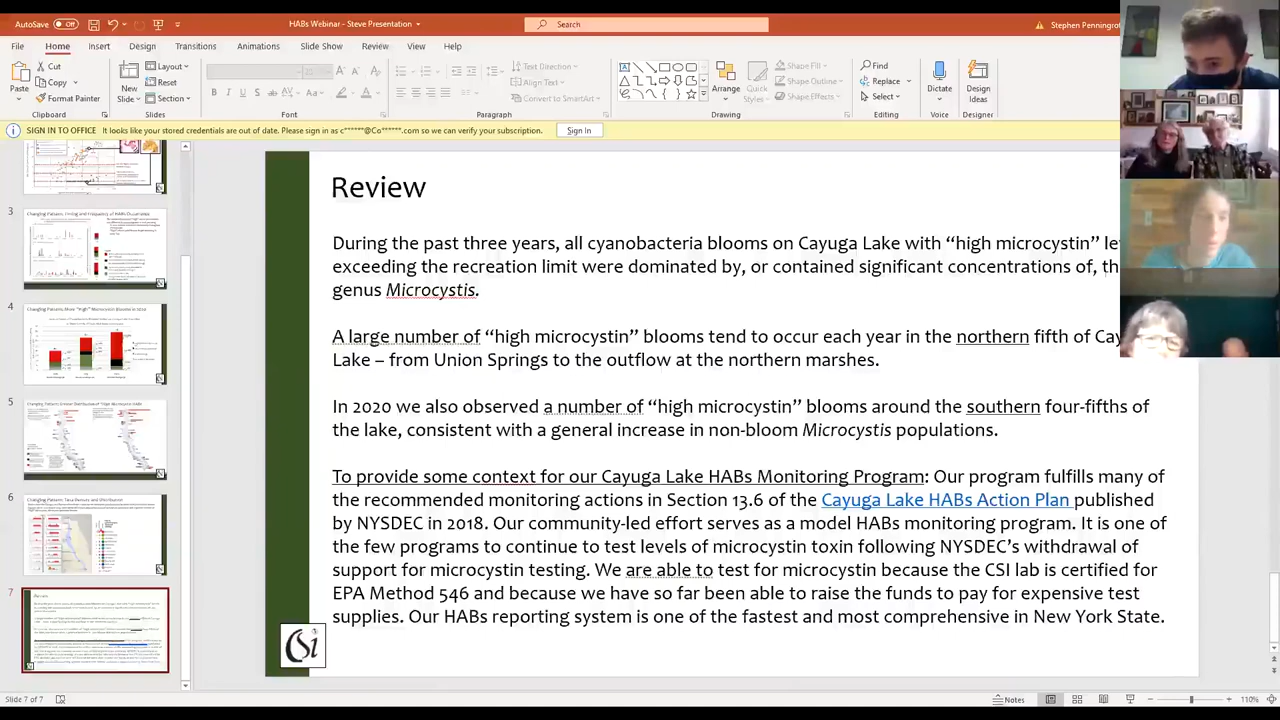 AutoSave Off HABs Webinar - Steve Presentation Search Stephen Penningrot
File Home Insert Design Transitions Animations Slide Show Review View Help
Paste Cut Copy Format Painter Clipboard
New Slide Layout Reset Section Slides
B I U S Font
Text Direction Align Text Convert to SmartArt Paragraph
Arrange Quick Styles Shape Fill Shape Outline Shape Effects Drawing
Find Replace Select Editing
Dictate Voice
Design Ideas Designer
SIGN IN TO OFFICE It looks like your stored credentials are out of date. Please sign in as c******@Co******.com so we can verify your subscription. Sign In
3
4
5
6
7
Review
Review
During the past three years, all cyanobacteria blooms on Cayuga Lake with “high microcystin” le
exceeding the recreation limit were dominated by, or contained significant concentrations of, th
genus Microcystis.
A large number of “high microcystin” blooms tend to occur each year in the northern fifth of Cay
Lake – from Union Springs to the outflow at the northern marshes.
In 2020 we also observed a number of “high microcystin” blooms around the southern four-fifths of
the lake, consistent with a general increase in non-bloom Microcystis populations.
To provide some context for our Cayuga Lake HABs Monitoring Program: Our program fulfills many of
the recommended monitoring actions in Section 13.6 of the Cayuga Lake HABs Action Plan published
by NYSDEC in 2018. Our community-led effort serves as a model HABs monitoring program. It is one of
the few programs to continue to test levels of microcystin toxin following NYSDEC’s withdrawal of
support for microcystin testing. We are able to test for microcystin because the CSI lab is certified for
EPA Method 546 and because we have so far been able to raise the funds to pay for expensive test
supplies. Our HABs reporting system is one of the fastest and most comprehensive in New York State.
CSi
Slide 7 of 7 Notes 110%